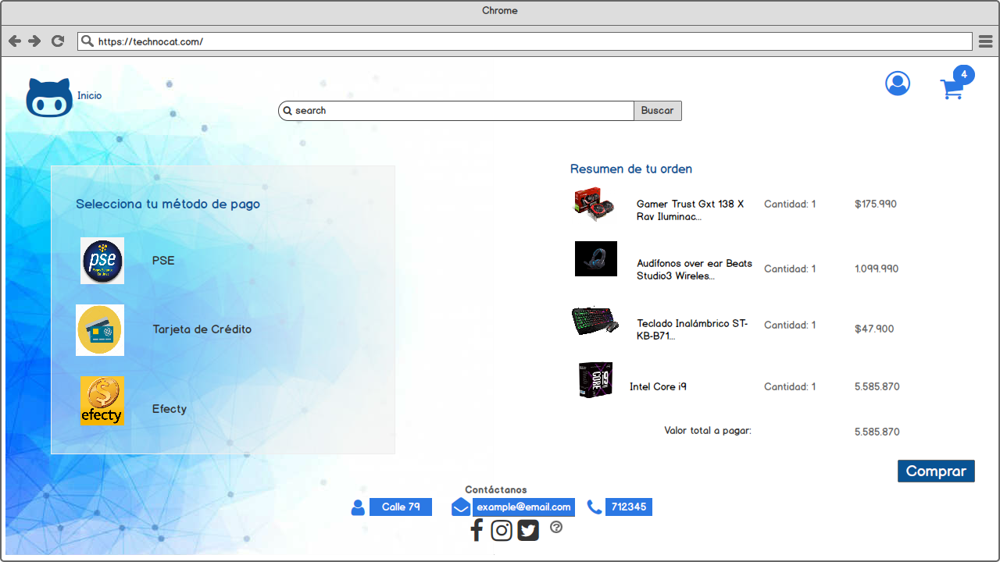 Chrome
https://technocat.com/
4
Inicio
search
Buscar
Selecciona tu método de pago
pse
PSE
Tarjeta de Crédito
efecty
Efecty
Resumen de tu orden
Gamer Trust Gxt 138 X
Rav Iluminac...
Cantidad: 1
$175.990
Audífonos over ear Beats
Studio3 Wireles...
Cantidad: 1
1.099.990
Teclado Inalámbrico ST-
KB-B71...
Cantidad: 1
$47.900
CORE i9
Intel Core i9
Cantidad: 1
5.585.870
Valor total a pagar:
5.585.870
Comprar
Contáctanos
Calle 79
example@email.com
712345